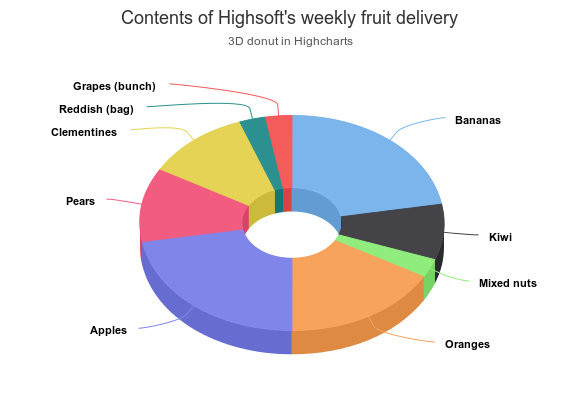 Contents of Highsoft's weekly fruit delivery
3D donut in Highcharts
Grapes (bunch)
Reddish (bag)
Clementines
Bananas
Pears
Kiwi
Mixed nuts
Apples
Oranges